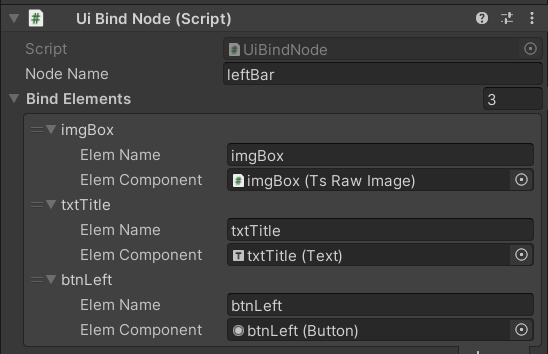 Ui Bind Node (Script)
Script UiBindNode
Node Name leftBar
Bind Elements 3
imgBox
Elem Name imgBox
Elem Component imgBox (Ts Raw Image)
txtTitle
Elem Name txtTitle
Elem Component txtTitle (Text)
btnLeft
Elem Name btnLeft
Elem Component btnLeft (Button)